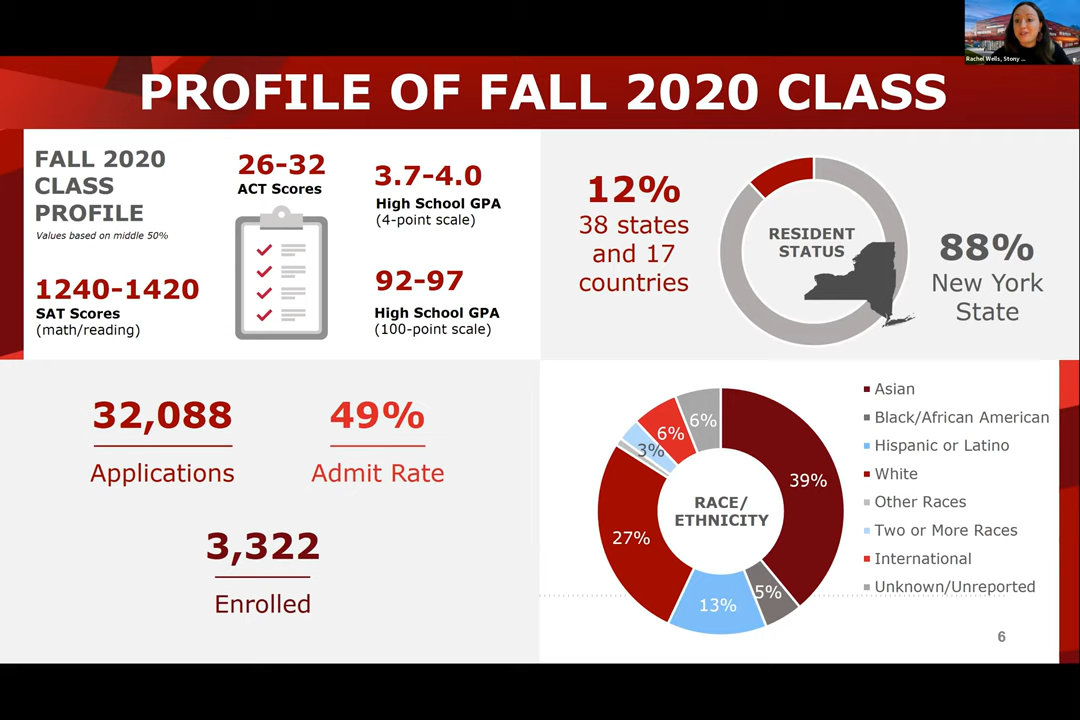 Rachel Wells, Stony ...
PROFILE OF FALL 2020 CLASS
FALL 2020
CLASS
PROFILE
Values based on middle 50%
26-32
ACT Scores
3.7-4.0
High School GPA
(4-point scale)
1240-1420
SAT Scores
(math/reading)
92-97
High School GPA
(100-point scale)
12%
38 states
and 17
countries
RESIDENT
STATUS
88%
New York
State
32,088
Applications
49%
Admit Rate
3,322
Enrolled
RACE/
ETHNICITY
39%
5%
13%
27%
3%
6%
6%
Asian
Black/African American
Hispanic or Latino
White
Other Races
Two or More Races
International
Unknown/Unreported
6